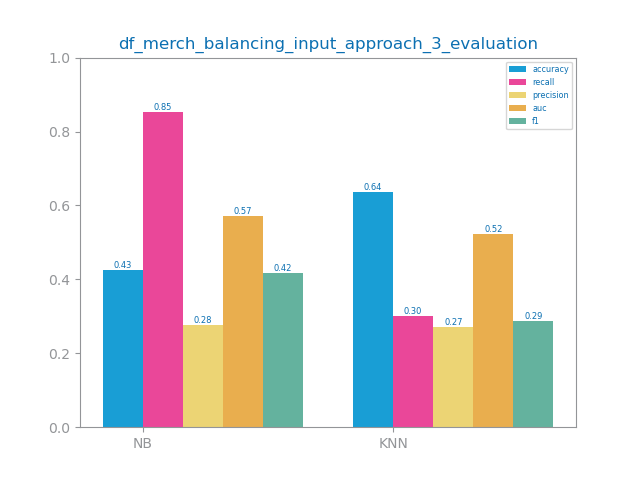 df_merch_balancing_input_approach_3_evaluation
1.0
0.8
0.6
0.4
0.2
0.0
accuracy
recall
precision
auc
f1
0.43
0.85
0.28
0.57
0.42
0.64
0.30
0.27
0.52
0.29
NB
KNN